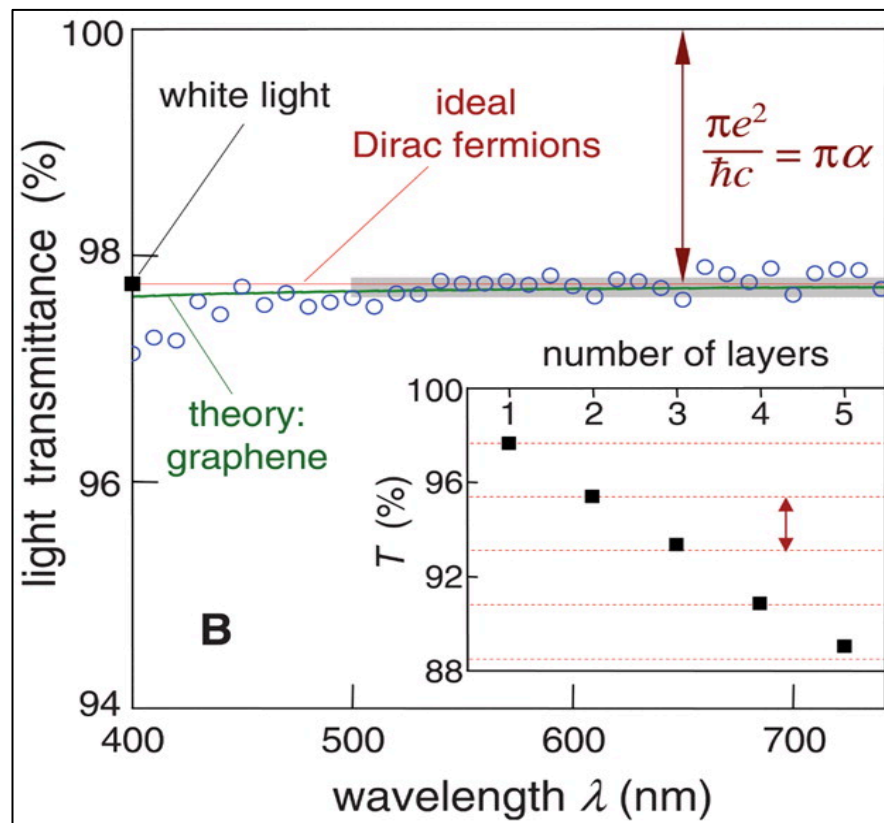 100
98
96
94
light transmittance (%)
white light
ideal
Dirac fermions
πe²/ħc = πα
theory:
graphene
B
400
500
600
700
wavelength λ (nm)
number of layers
1 2 3 4 5
100
96
92
88
T (%)